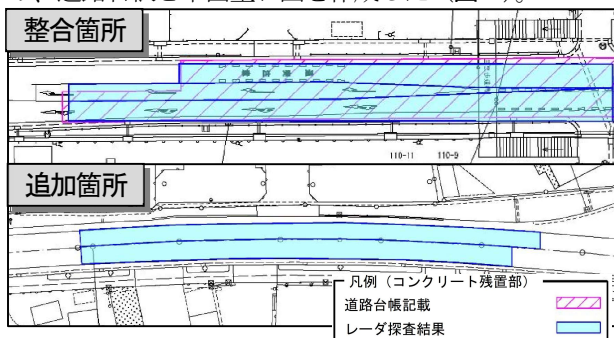 整合箇所
110-11 110-9
追加箇所
凡例（コンクリート残置部）
道路台帳記載
レーダ探査結果